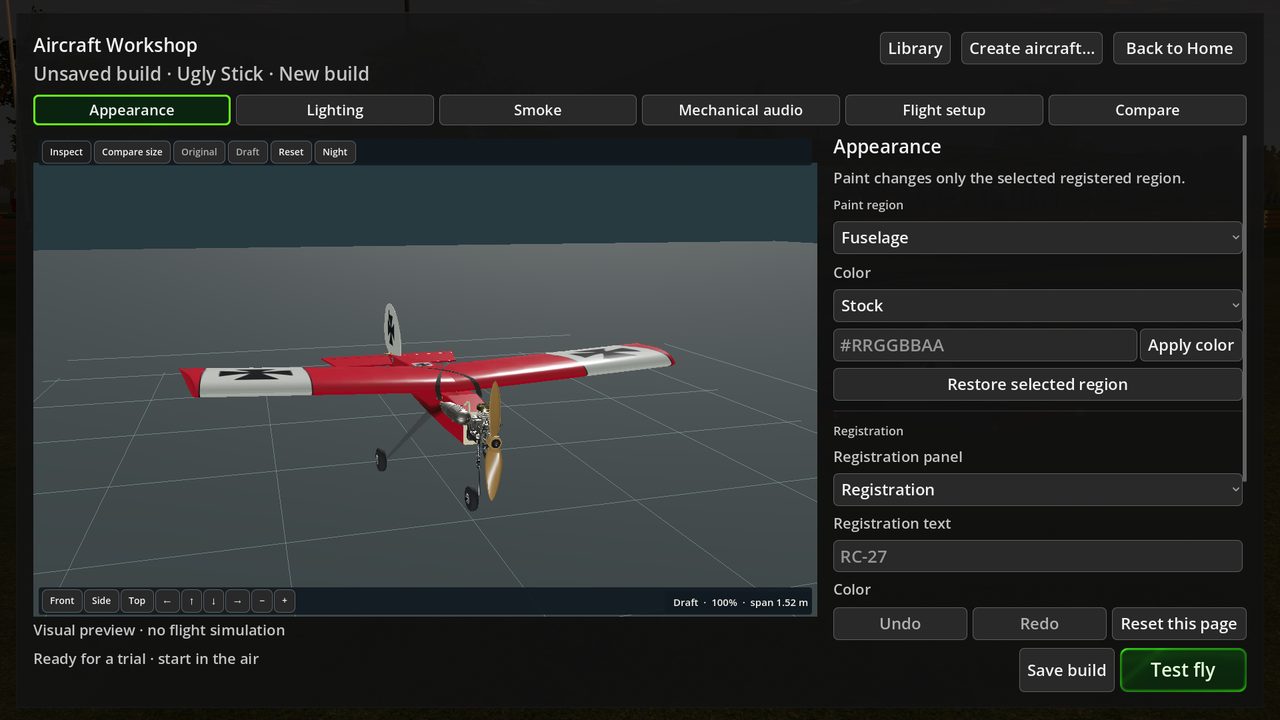 Aircraft Workshop
Unsaved build · Ugly Stick · New build
Library
Create aircraft...
Back to Home
Appearance
Lighting
Smoke
Mechanical audio
Flight setup
Compare
Inspect
Compare size
Original
Draft
Reset
Night
Front
Side
Top
←
↑
↓
→
−
+
Draft · 100% · span 1.52 m
Visual preview · no flight simulation
Ready for a trial · start in the air
Appearance
Paint changes only the selected registered region.
Paint region
Fuselage
Color
Stock
#RRGGBBAA
Apply color
Restore selected region
Registration
Registration panel
Registration
Registration text
RC-27
Color
Undo
Redo
Reset this page
Save build
Test fly